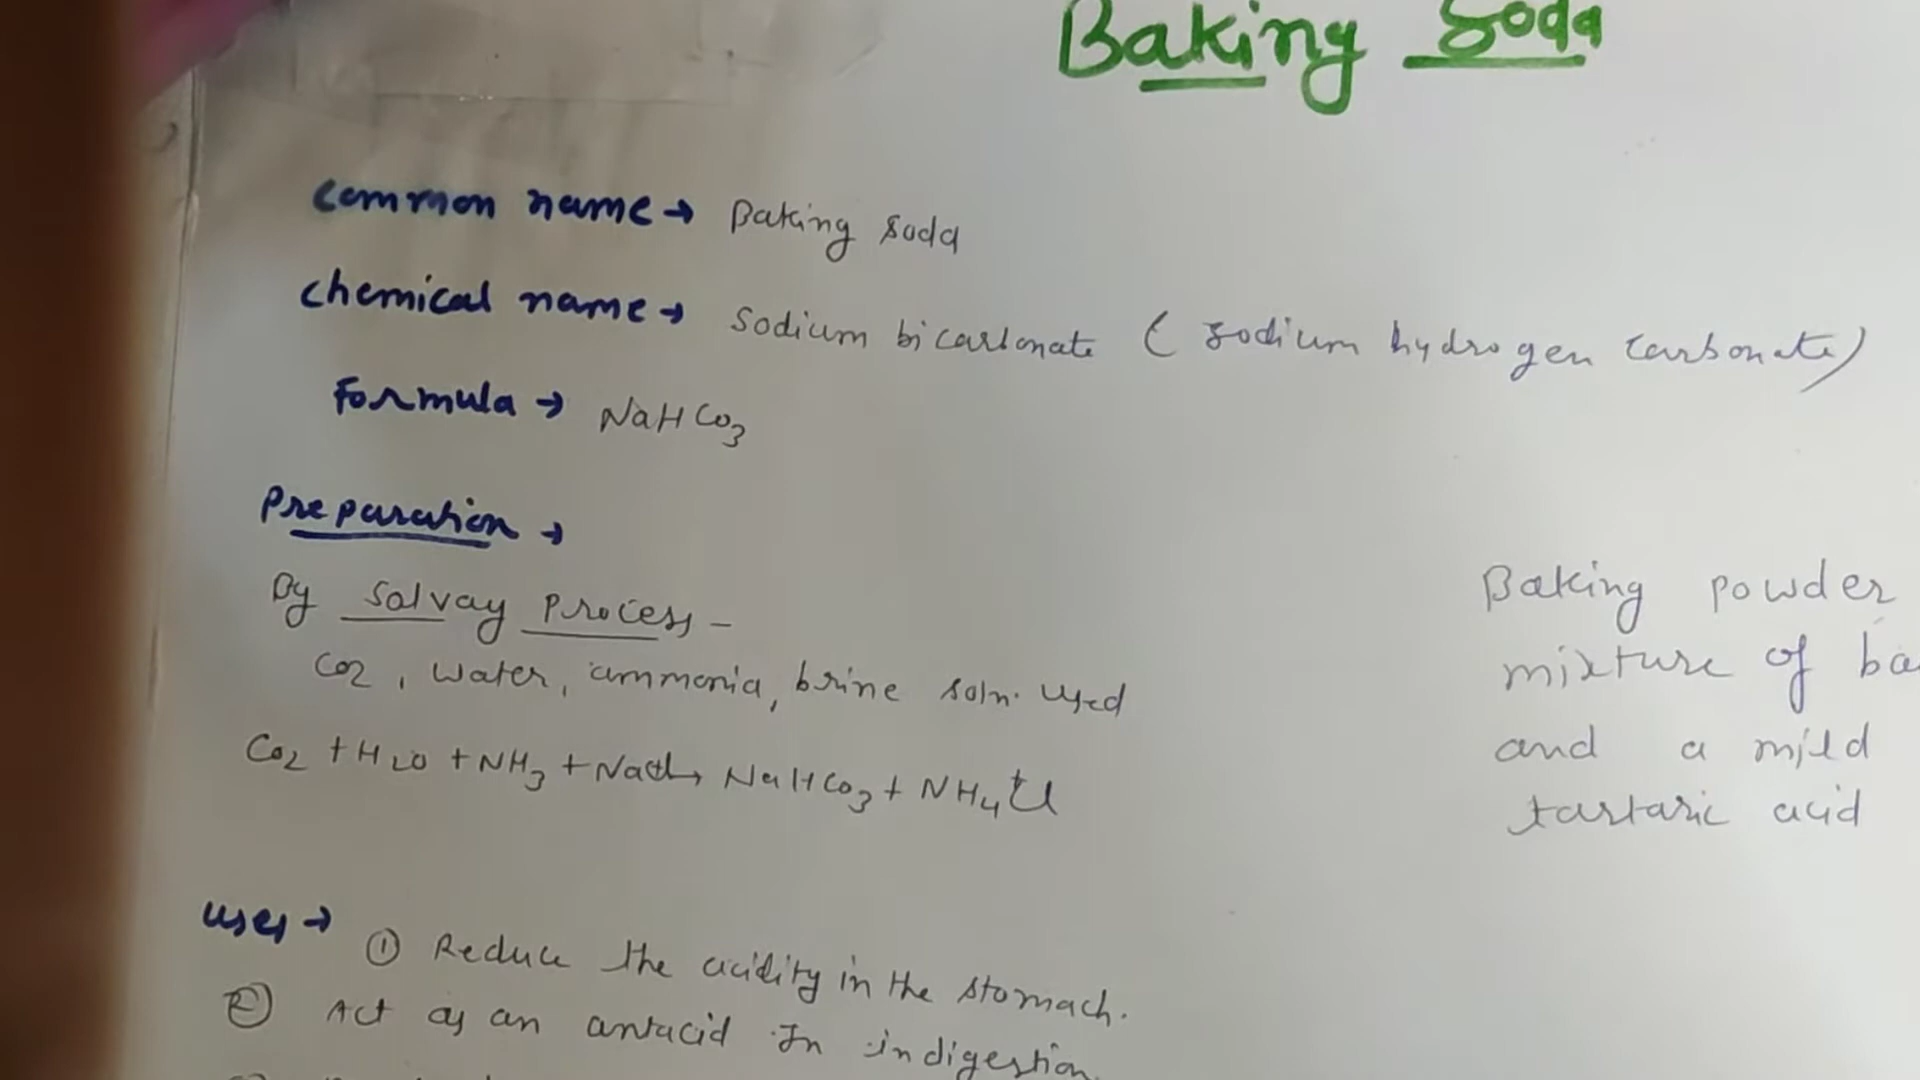 Baking Soda
Common name → Baking Soda
Chemical name → Sodium bicarbonate ( Sodium hydrogen Carbonate)
Formula → NaHCO3
Preparation →
By Solvay Process -
CO2, Water, ammonia, brine soln. Used
CO2 + H2O + NH3 + NaCl → NaHCO3 + NH4Cl
Baking powder
mixture of ba
and a mild
tartaric acid
Uses → ① Reduce the acidity in the stomach.
② Act as an antacid In indigestion.